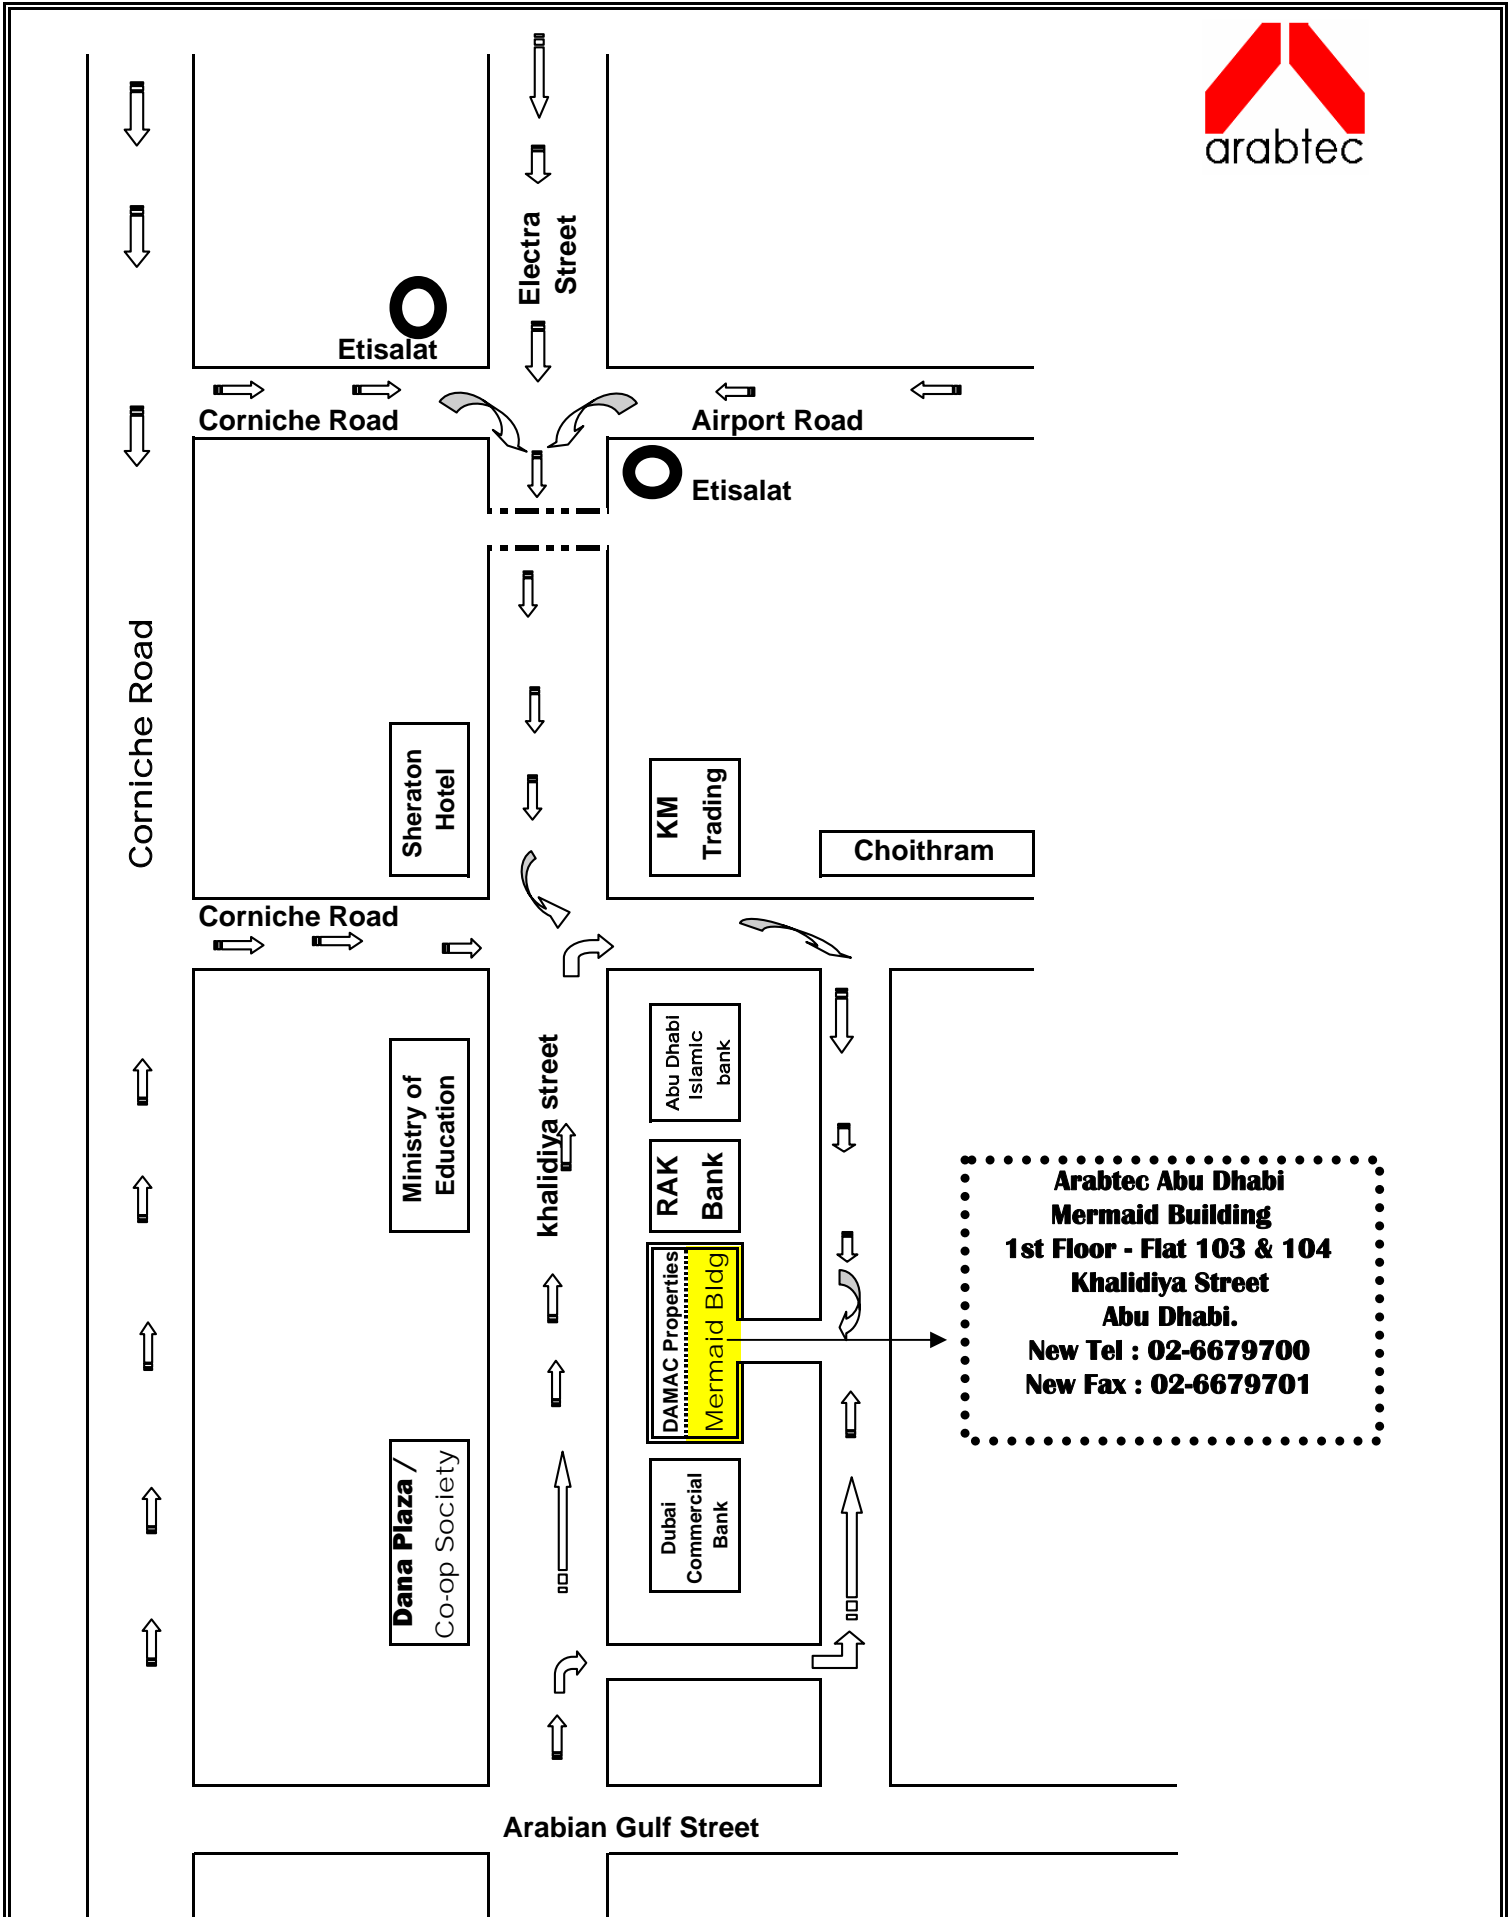 arabtec
Electra
Street
Etisalat
Corniche Road
Airport Road
Etisalat
Corniche Road
Sheraton
Hotel
KM
Trading
Choithram
Corniche Road
khalidiya street
Ministry of
Education
Abu Dhabi
Islamic
bank
RAK
Bank
DAMAC Properties
Mermaid Bldg
Arabtec Abu Dhabi
Mermaid Building
1st Floor - Flat 103 & 104
Khalidiya Street
Abu Dhabi.
New Tel : 02-6679700
New Fax : 02-6679701
Dana Plaza /
Co-op Society
Dubai
Commercial
Bank
Arabian Gulf Street